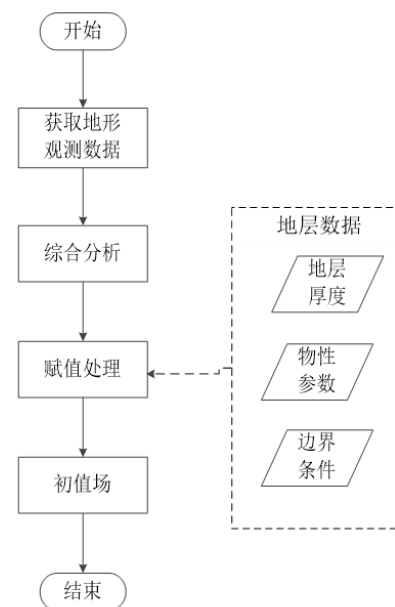 开始
获取地形
观测数据
综合分析
赋值处理
初值场
结束
地层数据
地层
厚度
物性
参数
边界
条件